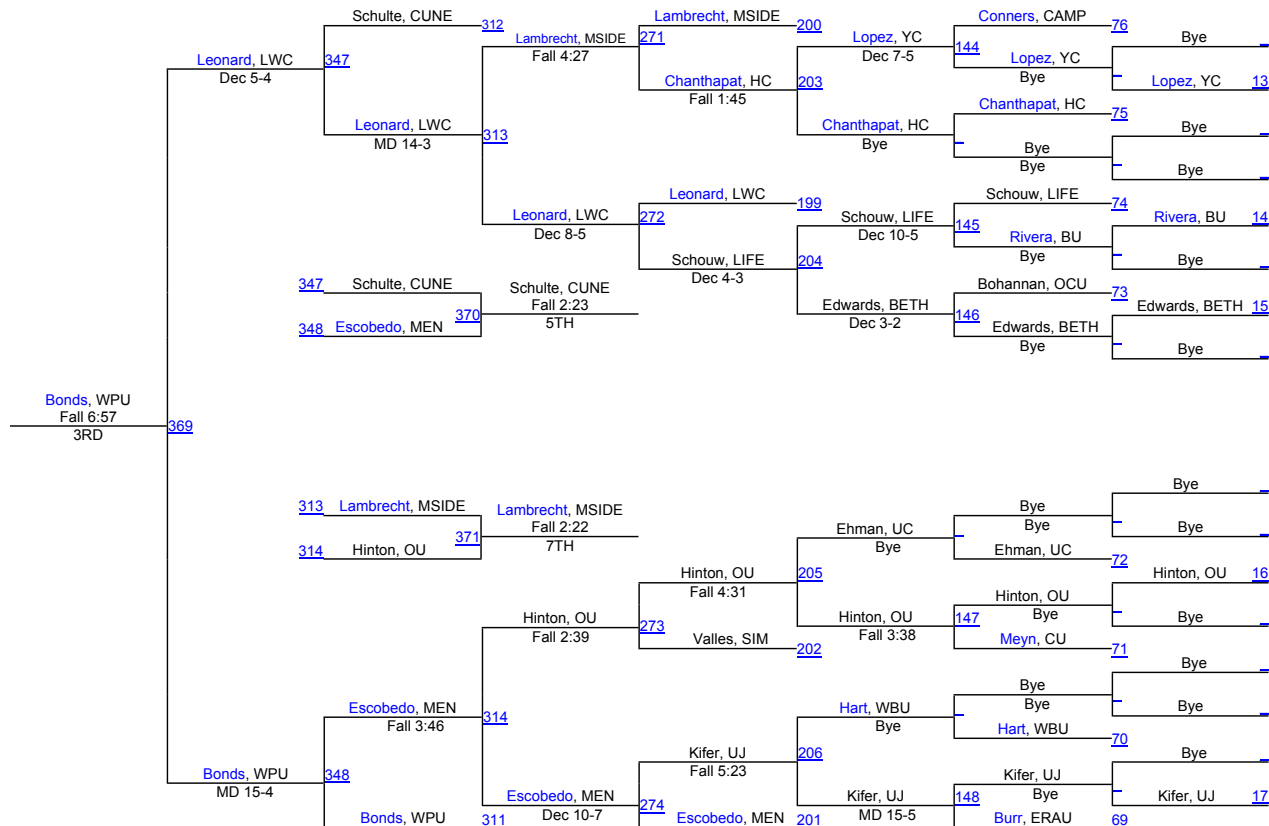 Schulte, CUNE
312
Lambrecht, MSIDE
200
Conners, CAMP
76
Lambrecht, MSIDE
Fall 4:27
271
Lopez, YC
Dec 7-5
144
Bye
Leonard, LWC
Dec 5-4
347
Lopez, YC
Bye
Chanthapat, HC
Fall 1:45
203
Lopez, YC
13
Chanthapat, HC
75
Leonard, LWC
MD 14-3
313
Chanthapat, HC
Bye
Bye
Bye
Bye
Bye
Leonard, LWC
199
Schouw, LIFE
74
Leonard, LWC
Dec 8-5
272
Schouw, LIFE
Dec 10-5
145
Rivera, BU
14
Rivera, BU
Bye
Schouw, LIFE
Dec 4-3
204
Bye
347
Schulte, CUNE
Schulte, CUNE
Fall 2:23
5TH
370
348
Escobedo, MEN
Bohannan, OCU
73
Edwards, BETH
Dec 3-2
146
Edwards, BETH
15
Edwards, BETH
Bye
Bye
Bonds, WPU
Fall 6:57
3RD
369
Bye
313
Lambrecht, MSIDE
Lambrecht, MSIDE
Fall 2:22
7TH
371
314
Hinton, OU
Bye
Bye
Bye
Ehman, UC
Bye
Ehman, UC
72
Hinton, OU
Fall 4:31
205
Hinton, OU
16
Hinton, OU
Bye
Hinton, OU
Fall 2:39
273
Hinton, OU
Fall 3:38
147
Bye
Valles, SIM
202
Meyn, CU
71
Bye
Bye
Bye
Bye
Escobedo, MEN
Fall 3:46
314
Hart, WBU
Bye
Hart, WBU
70
Kifer, UJ
Fall 5:23
206
Bye
Bonds, WPU
MD 15-4
348
Kifer, UJ
Bye
Escobedo, MEN
Dec 10-7
274
Kifer, UJ
MD 15-5
148
Kifer, UJ
17
Bonds, WPU
311
Escobedo, MEN
201
Burr, ERAU
69